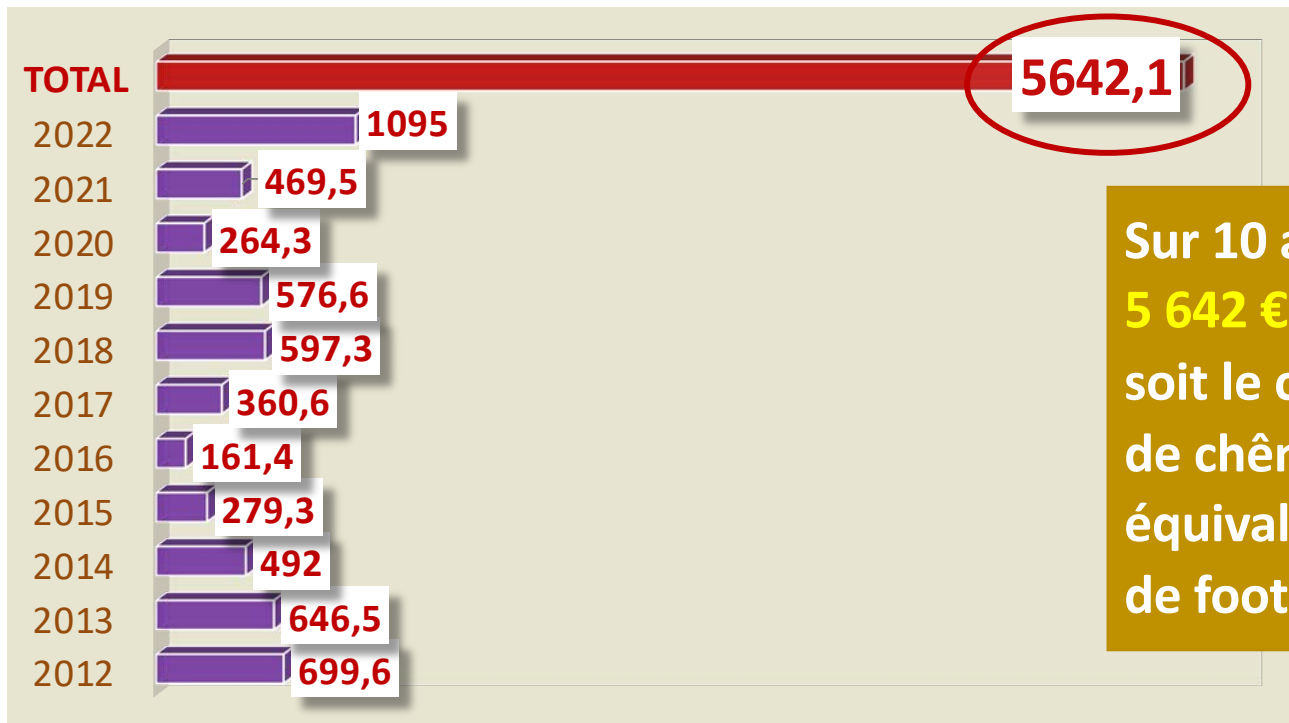 TOTAL 5642,1
2022 1095
2021 469,5
2020 264,3
2019 576,6
2018 597,3
2017 360,6
2016 161,4
2015 279,3
2014 492
2013 646,5
2012 699,6
Sur 10
5 642 €
soit le
de
de foot